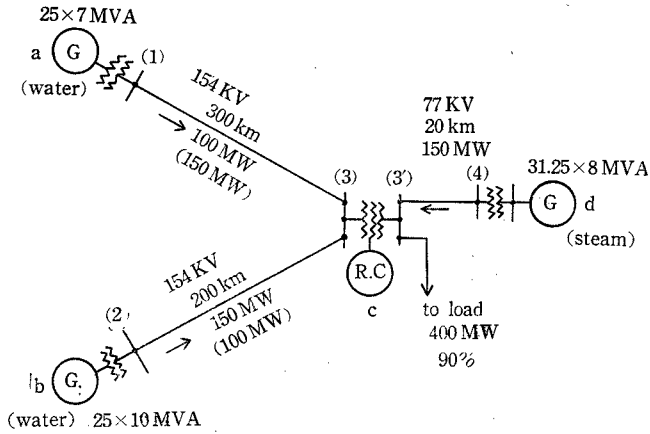 25×7 MVA
G
a
(water)
(1)
154 KV
300 km
100 MW
(150 MW)
77 KV
20 km
150 MW
(3)
(3')
(4)
31.25×8 MVA
G
d
(steam)
R.C
c
to load
400 MW
90%
154 KV
200 km
150 MW
(100 MW)
(2)
b
G
(water)
25×10 MVA